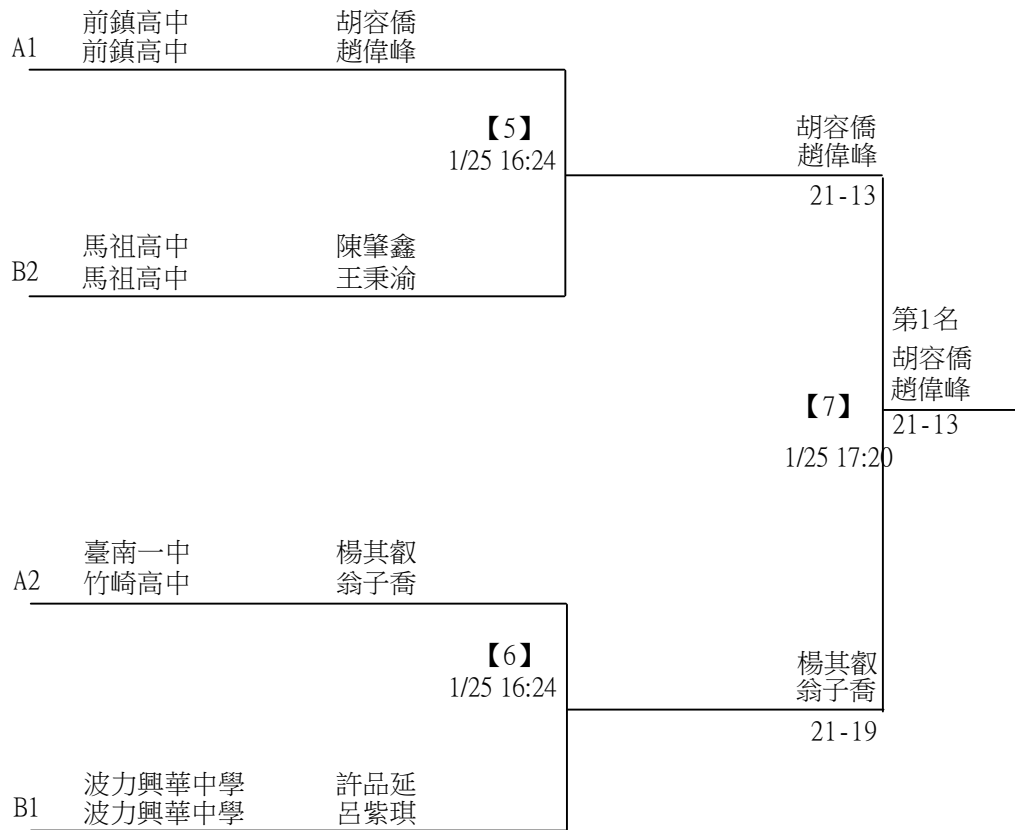 前鎮高中 胡容僑
A1 前鎮高中 趙偉峰
【5】
1/25 16:24
胡容僑
趙偉峰
21-13
馬祖高中 陳肇鑫
B2 馬祖高中 王秉渝
第1名
胡容僑
趙偉峰
【7】
21-13
1/25 17:20
臺南一中 楊其叡
A2 竹崎高中 翁子喬
【6】
1/25 16:24
楊其叡
翁子喬
21-19
波力興華中學 許品延
B1 波力興華中學 呂紫琪